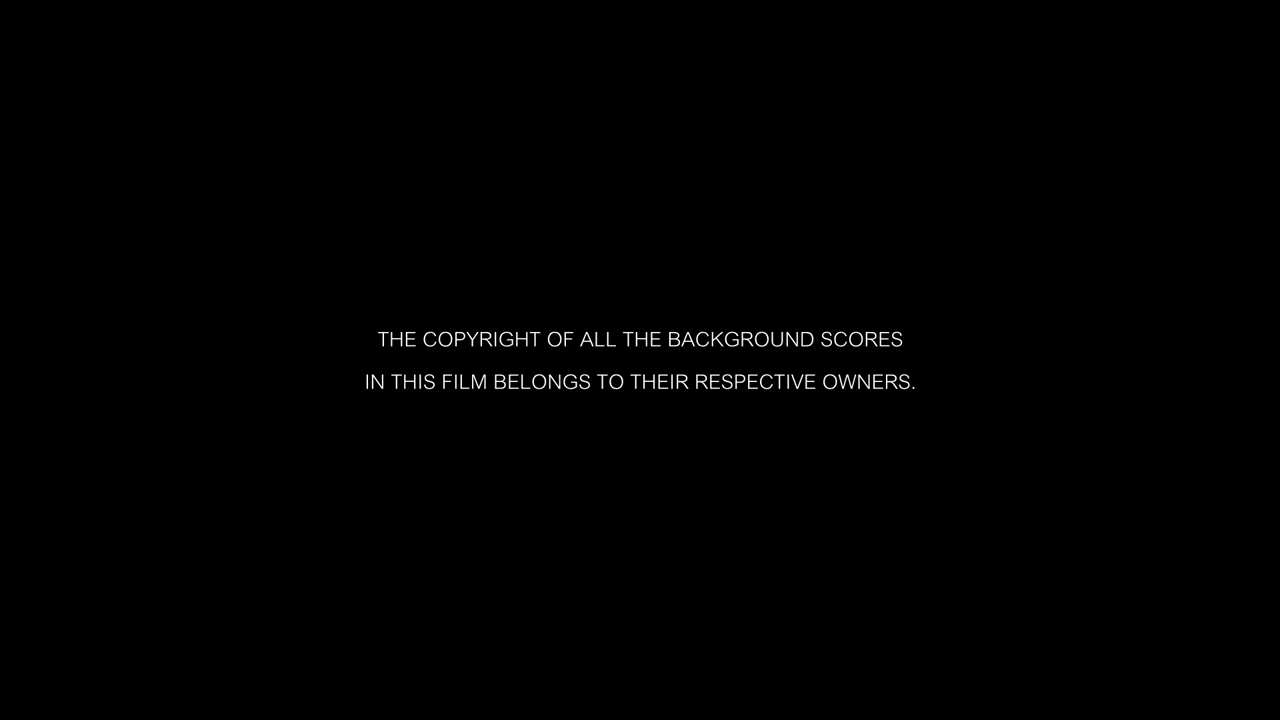 THE COPYRIGHT OF ALL THE BACKGROUND SCORES
IN THIS FILM BELONGS TO THEIR RESPECTIVE OWNERS.